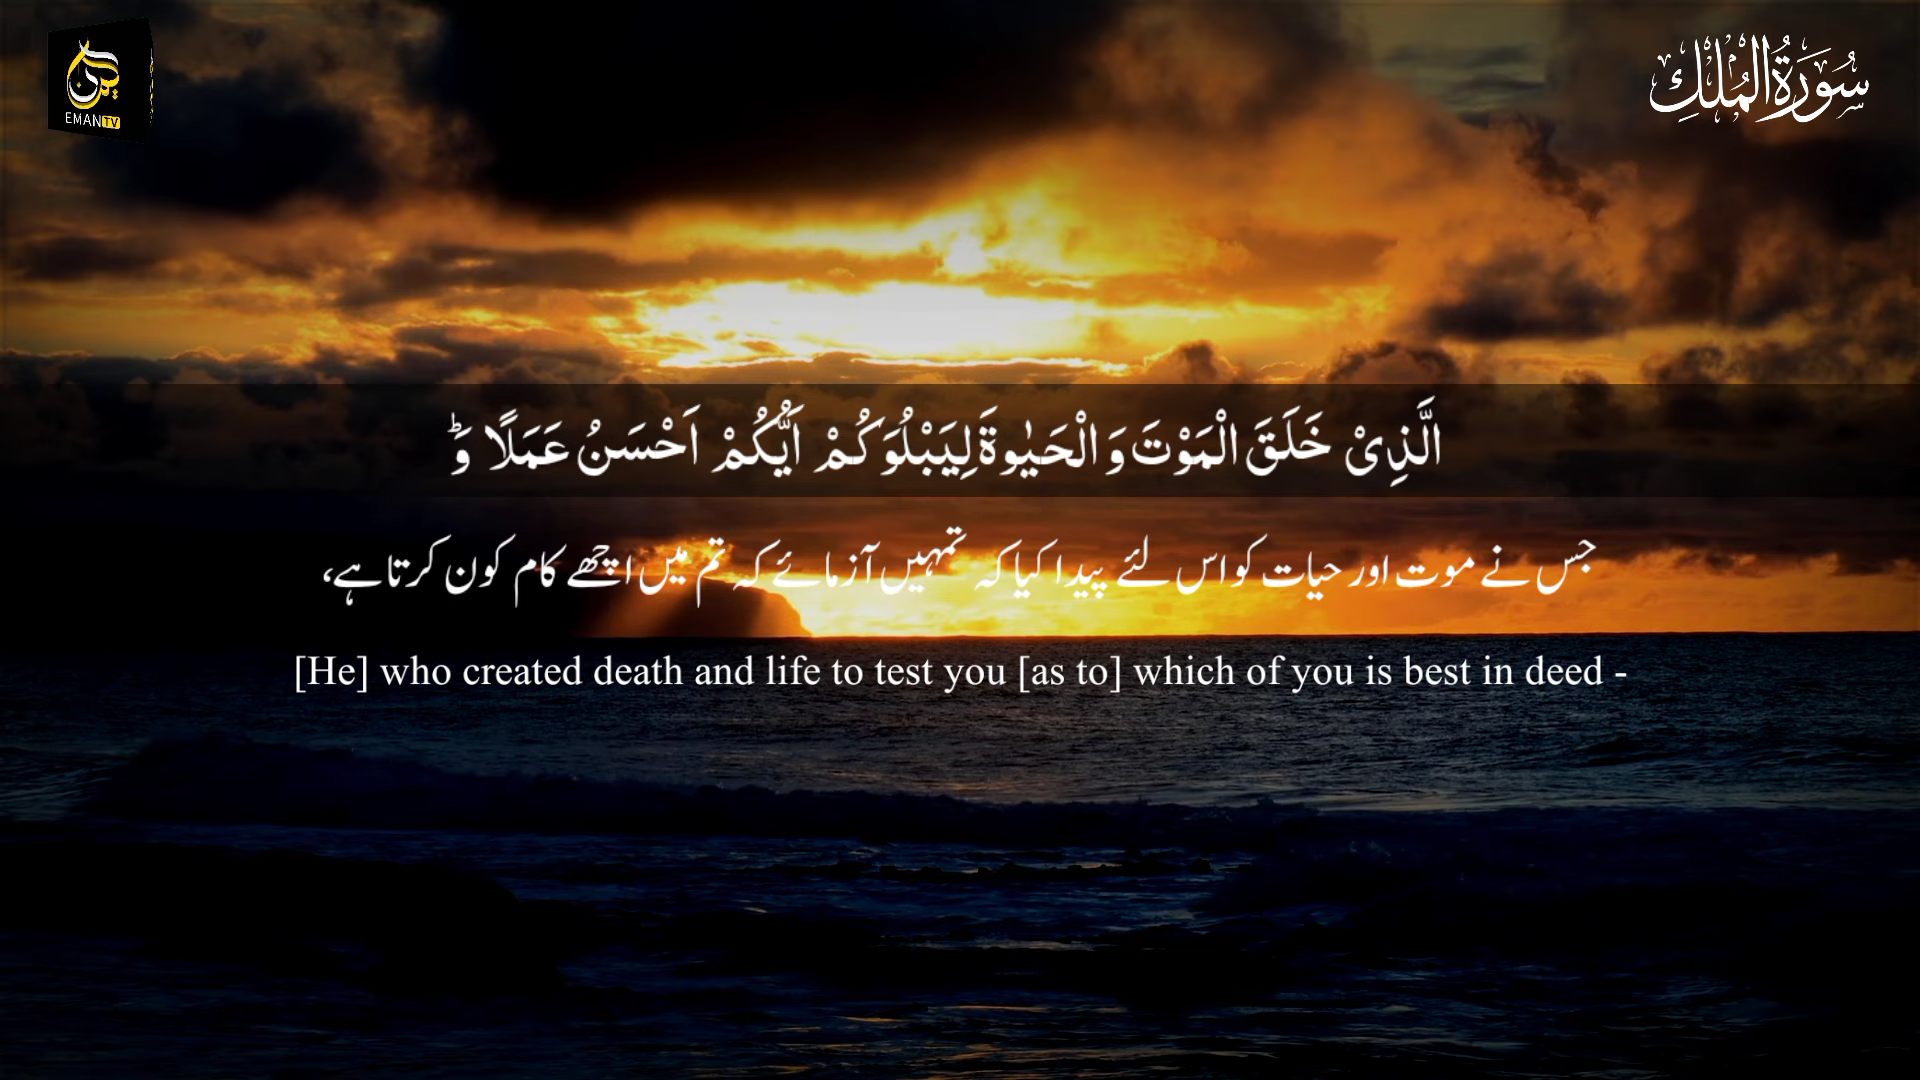 EMANTV
سُوۡرَةُ الۡمُلۡكِ
الَّذِىۡ خَلَقَ الۡمَوۡتَ وَ الۡحَيٰوةَ لِيَبۡلُوَكُمۡ اَيُّكُمۡ اَحۡسَنُ عَمَلًا ؕ وَ
جس نے موت اور حیات کو اس لئے پیدا کیا کہ تمہیں آزمائے کہ تم میں اچھے کام کون کرتا ہے،
[He] who created death and life to test you [as to] which of you is best in deed -